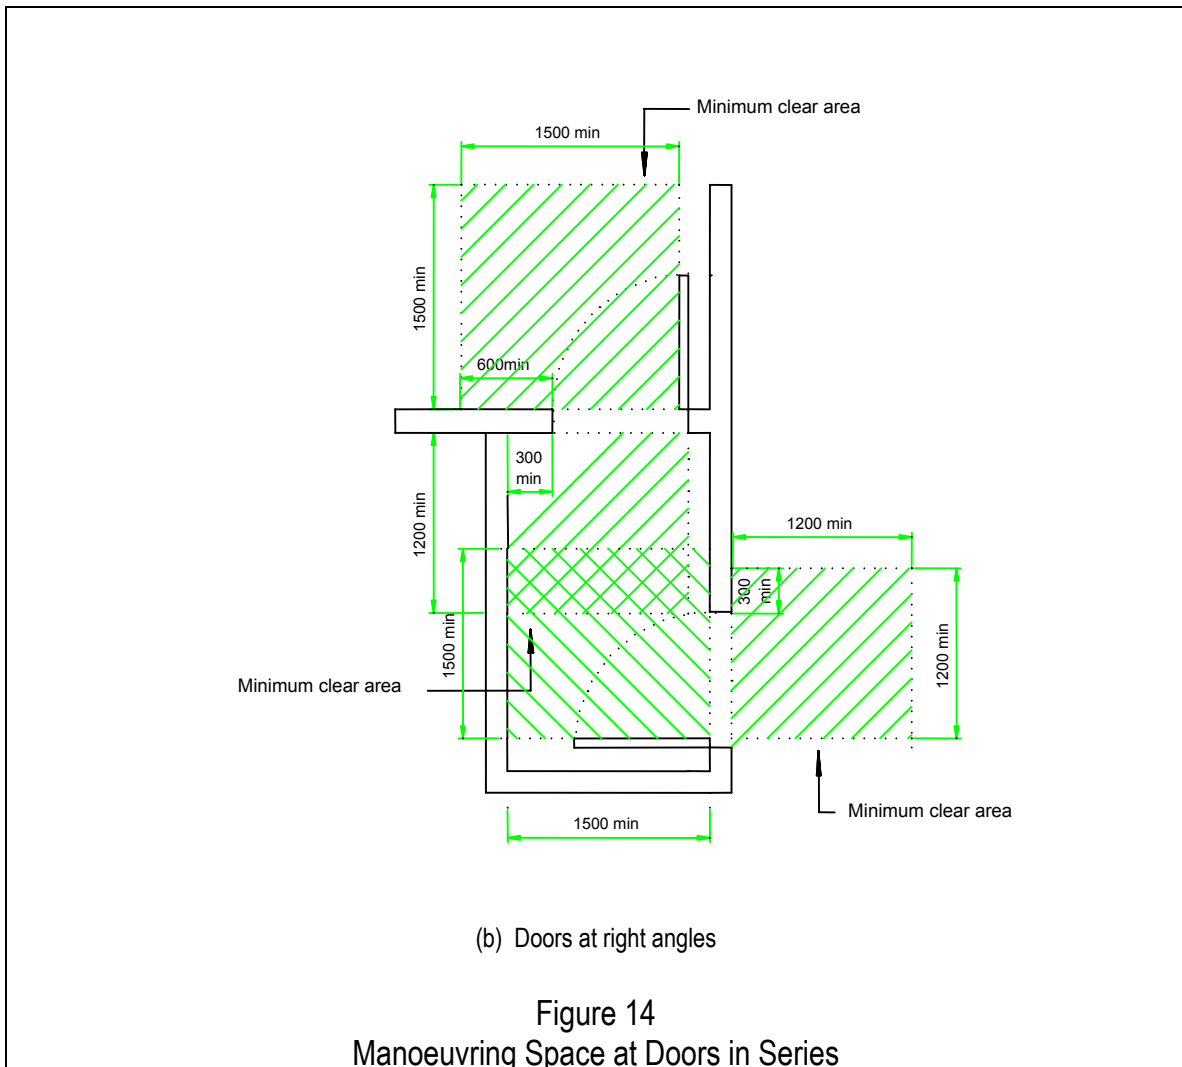 Minimum clear area
1500 min
1500 min
600min
300
min
1200 min
1200 min
300
min
1500 min
1200 min
Minimum clear area
Minimum clear area
1500 min
(b) Doors at right angles
Figure 14
Manoeuvring Space at Doors in Series